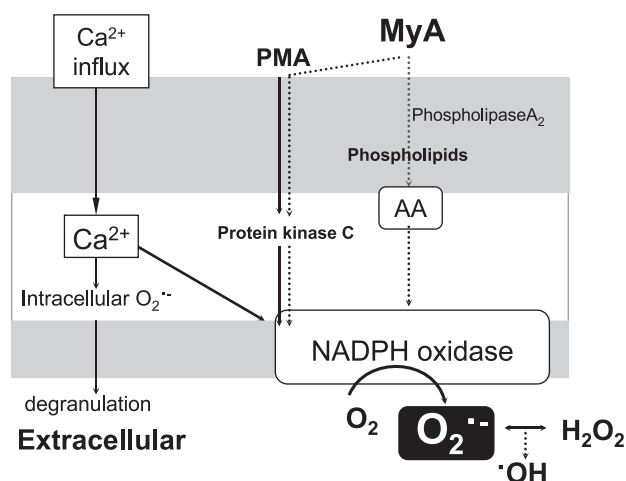 Ca²⁺
influx
PMA
MyA
PhospholipaseA₂
Phospholipids
AA
Ca²⁺
Protein kinase C
Intracellular O₂˙⁻
NADPH oxidase
degranulation
Extracellular
O₂
O₂˙⁻
H₂O₂
˙OH